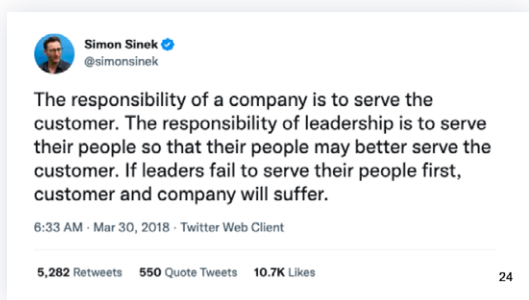 Simon Sinek
@simonsinek
The responsibility of a company is to serve the
customer. The responsibility of leadership is to serve
their people so that their people may better serve the
customer. If leaders fail to serve their people first,
customer and company will suffer.
6:33 AM · Mar 30, 2018 · Twitter Web Client
5,282 Retweets 550 Quote Tweets 10.7K Likes
24